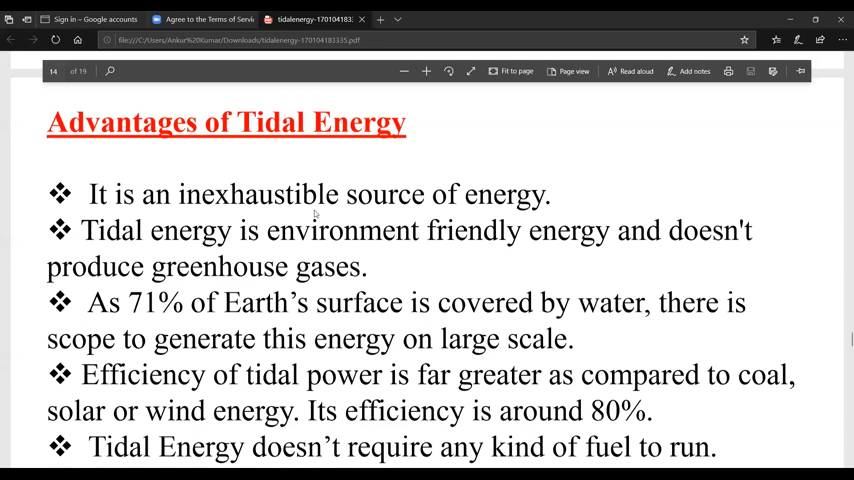 Sign in – Google accounts
Agree to the Terms of Servi
tidalenergy-1701041833
file:///C:/Users/Ankur%20Kumar/Downloads/tidalenergy-170104183335.pdf
14 of 19
Fit to page
Page view
Read aloud
Add notes
Advantages of Tidal Energy
❖ It is an inexhaustible source of energy.
❖ Tidal energy is environment friendly energy and doesn't
produce greenhouse gases.
❖ As 71% of Earth’s surface is covered by water, there is
scope to generate this energy on large scale.
❖ Efficiency of tidal power is far greater as compared to coal,
solar or wind energy. Its efficiency is around 80%.
❖ Tidal Energy doesn’t require any kind of fuel to run.